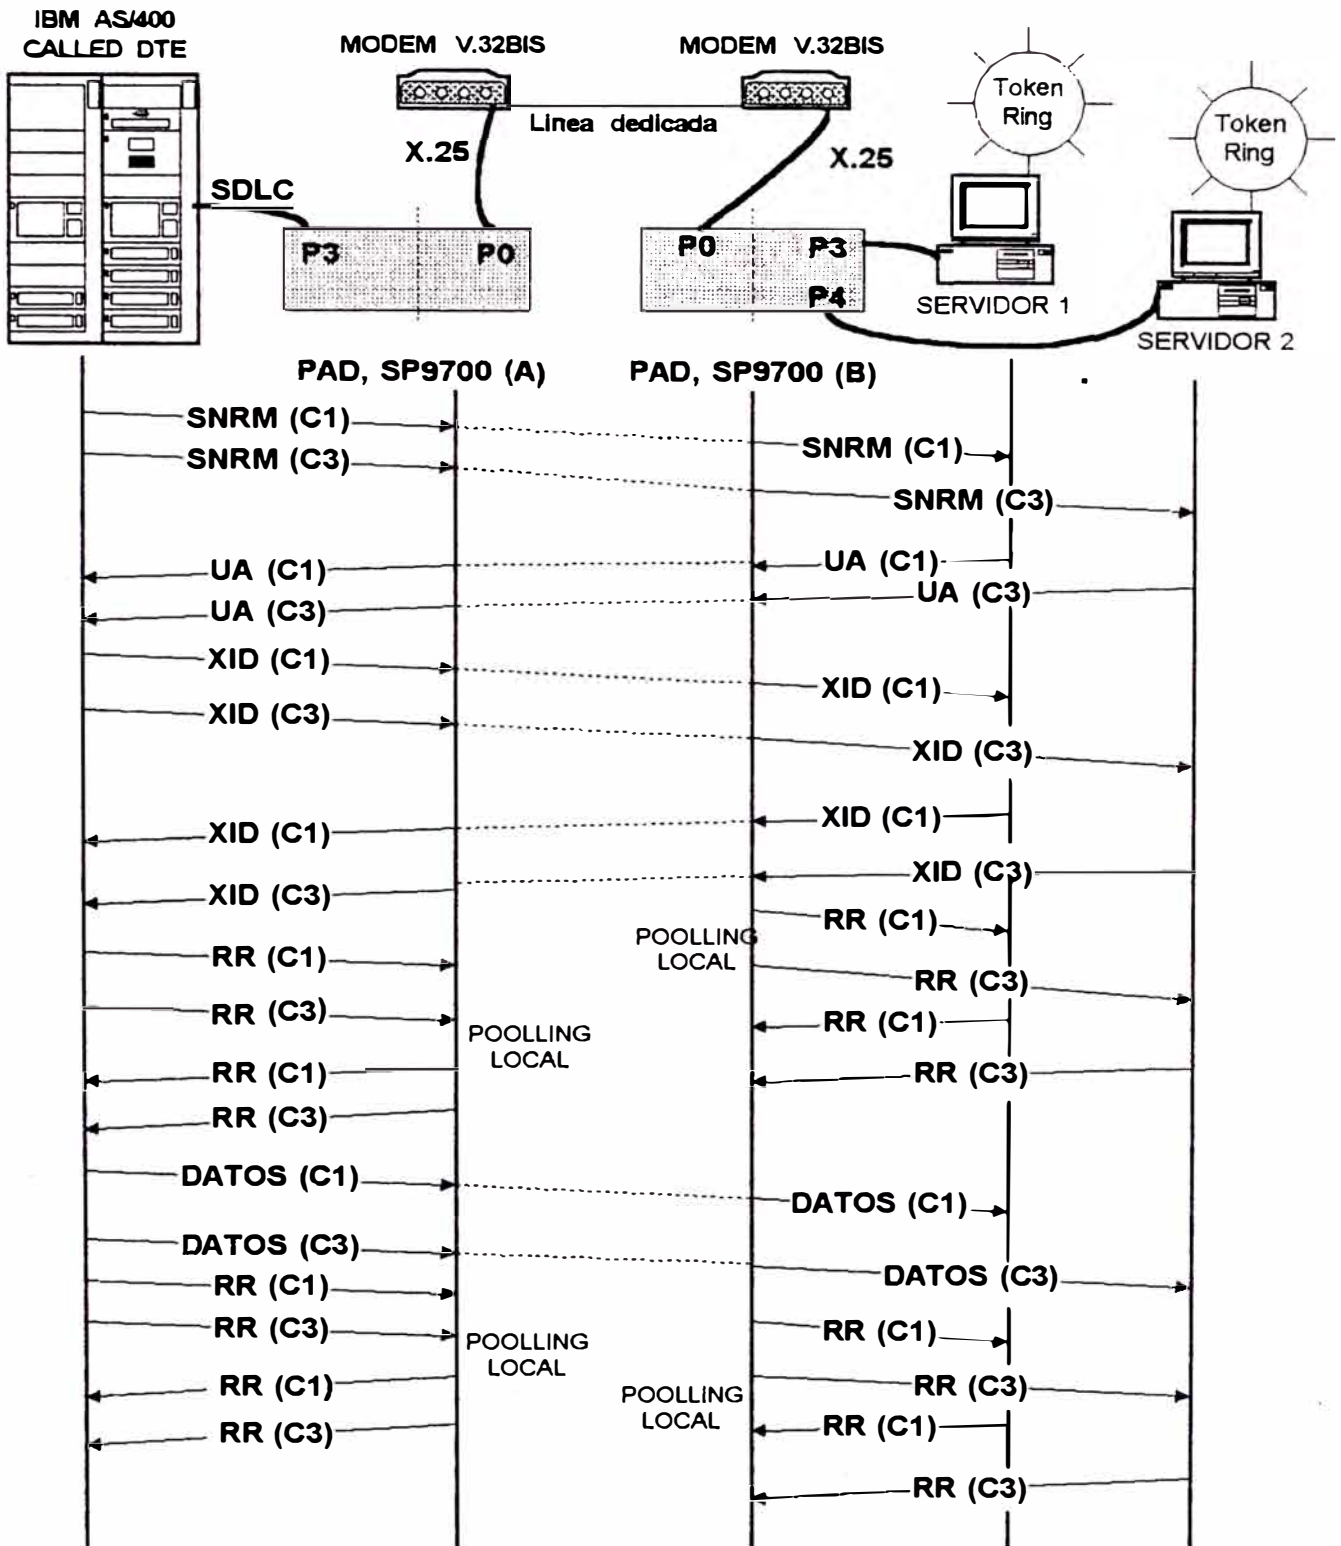 IBM AS/400
CALLED DTE
MODEM V.32BIS
MODEM V.32BIS
Token
Ring
Token
Ring
Linea dedicada
X.25
X.25
SDLC
P3
P0
P0
P3
P4
SERVIDOR 1
SERVIDOR 2
PAD, SP9700 (A)
PAD, SP9700 (B)
SNRM (C1)
SNRM (C1)
SNRM (C3)
SNRM (C3)
UA (C1)
UA (C1)
UA (C3)
UA (C3)
XID (C1)
XID (C1)
XID (C3)
XID (C3)
XID (C1)
XID (C1)
XID (C3)
XID (C3)
RR (C1)
POOLLING
LOCAL
RR (C1)
RR (C3)
RR (C3)
RR (C1)
POOLLING
LOCAL
RR (C1)
RR (C3)
RR (C3)
DATOS (C1)
DATOS (C1)
DATOS (C3)
DATOS (C3)
RR (C1)
RR (C3)
RR (C1)
POOLLING
LOCAL
RR (C1)
RR (C3)
POOLLING
LOCAL
RR (C1)
RR (C3)
RR (C3)